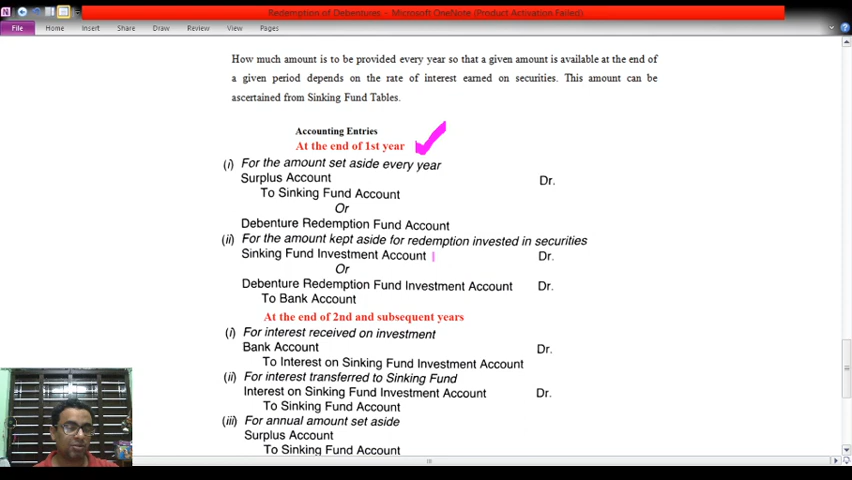 Redemption of Debentures - Microsoft OneNote (Product Activation Failed)
File Home Insert Share Draw Review View
How much amount is to be provided every year so that a given amount is available at the end of
a given period depends on the rate of interest earned on securities. This amount can be
ascertained from Sinking Fund Tables.
Accounting Entries
At the end of 1st year
(i) For the amount set aside every year
Surplus Account Dr.
To Sinking Fund Account
Or
Debenture Redemption Fund Account
(ii) For the amount kept aside for redemption invested in securities
Sinking Fund Investment Account Dr.
Or
Debenture Redemption Fund Investment Account Dr.
To Bank Account
At the end of 2nd and subsequent years
(i) For interest received on investment
Bank Account Dr.
To Interest on Sinking Fund Investment Account
(ii) For interest transferred to Sinking Fund
Interest on Sinking Fund Investment Account Dr.
To Sinking Fund Account
(iii) For annual amount set aside
Surplus Account
To Sinking Fund Account